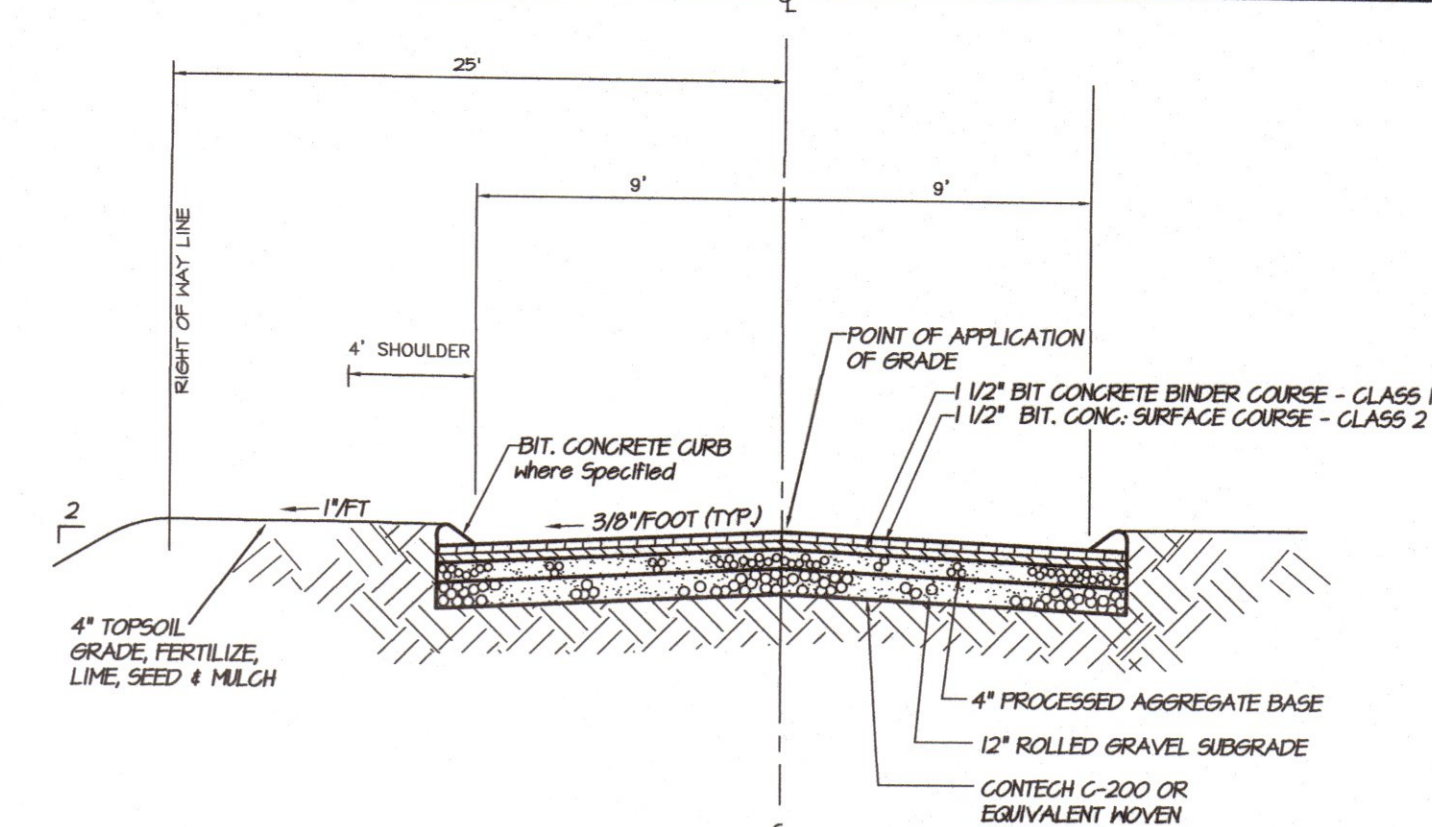 ℄
25'
9'
9'
RIGHT OF WAY LINE
4' SHOULDER
POINT OF APPLICATION
OF GRADE
1 1/2" BIT CONCRETE BINDER COURSE - CLASS 1
1 1/2" BIT. CONC. SURFACE COURSE - CLASS 2
BIT. CONCRETE CURB
where Specified
2
1"/FT
3/8"/FOOT (TYP.)
4" TOPSOIL
GRADE, FERTILIZE,
LIME, SEED & MULCH
4" PROCESSED AGGREGATE BASE
12" ROLLED GRAVEL SUBGRADE
CONTECH C-200 OR
EQUIVALENT WOVEN